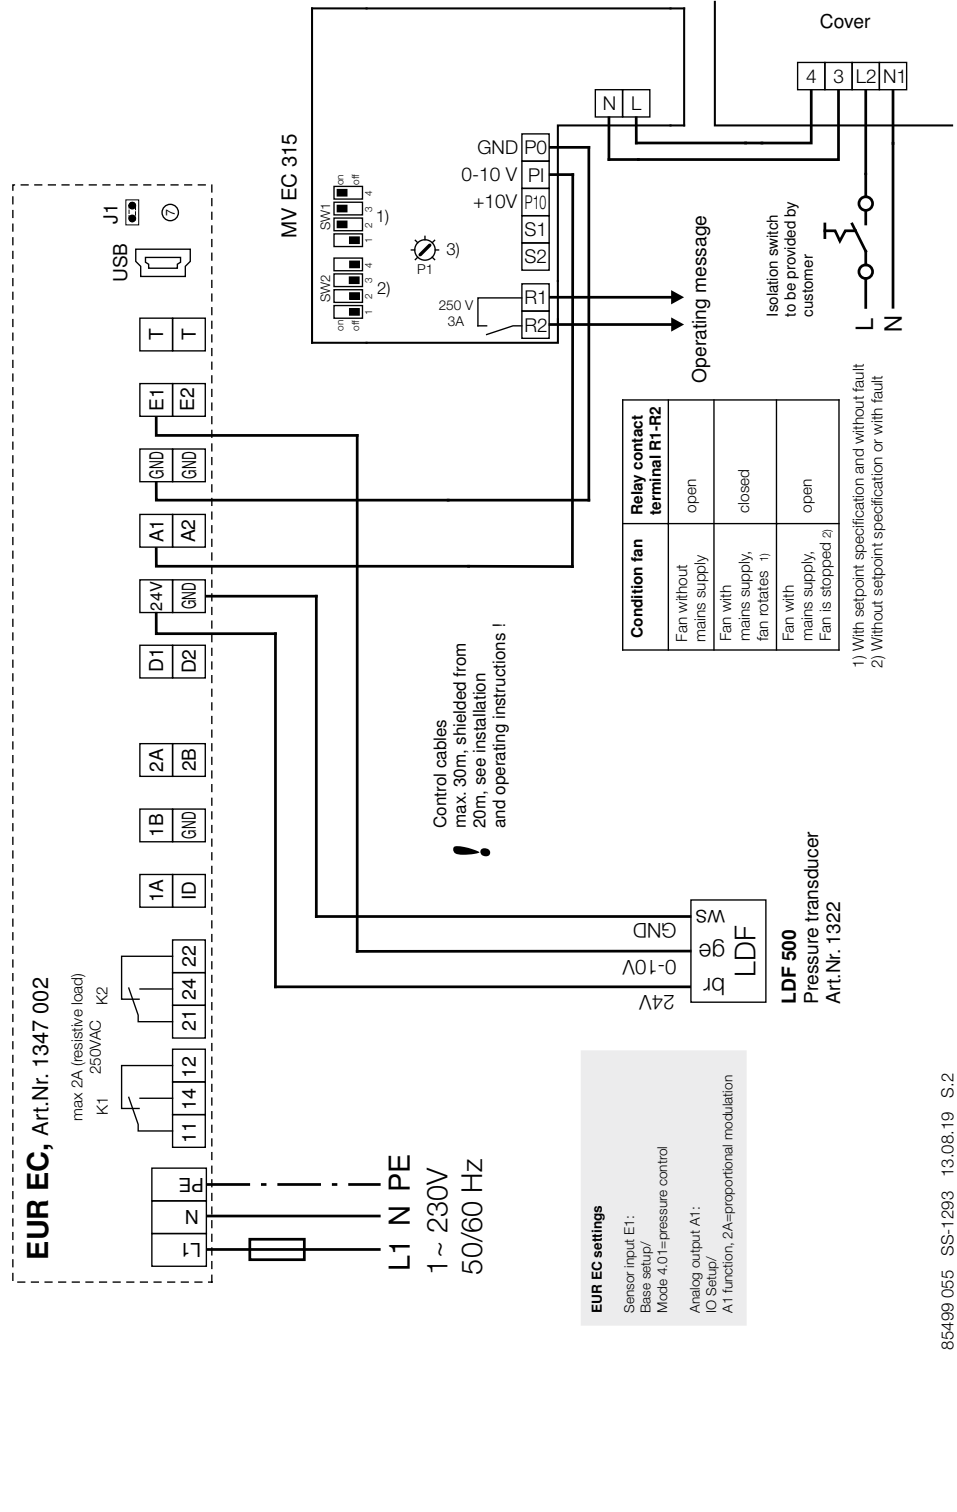 EUR EC, Art.Nr. 1347 002
max 2A (resistive load)
250VAC
K1
K2
L1
N
PE
11
14
12
21
24
22
1A
ID
1B
GND
2A
2B
D1
D2
24V
GND
A1
A2
GND
GND
E1
E2
T
T
USB
J1
7
L1 N PE
1 ~ 230V
50/60 Hz
MV EC 315
SW2
on
off
1
2
3
4
2)
SW1
on
off
1
2
3
4
1)
P1
3)
250 V
3A
GND
P0
0-10 V
PI
+10V
P10
S1
S2
R1
R2
N
L
Cover
4
3
L2
N1
Isolation switch
to be provided by
customer
L
N
Operating message
Control cables
max. 30m, shielded from
20m, see installation
and operating instructions !
!
Condition fan
Relay contact
terminal R1-R2
Fan without
mains supply
open
Fan with
mains supply,
fan rotates 1)
closed
Fan with
mains supply,
Fan is stopped 2)
open
1) With setpoint specification and without fault
2) Without setpoint specification or with fault
24V
0-10V
GND
br
ge
ws
LDF
LDF 500
Pressure transducer
Art.Nr. 1322
EUR EC settings
Sensor input E1:
Base setup/
Mode 4.01=pressure control
Analog output A1:
IO Setup/
A1 function, 2A=proportional modulation
85499 055 SS-1293 13.08.19 S.2